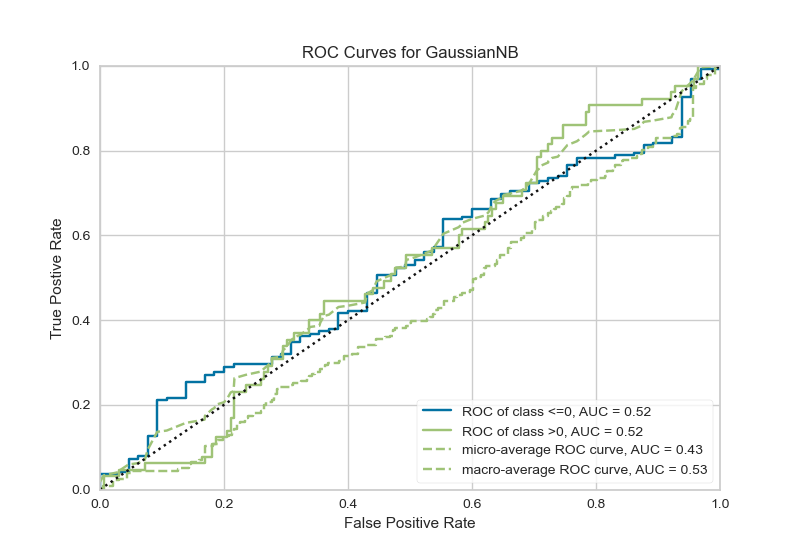 ROC Curves for GaussianNB
True Positive Rate
1.0
0.8
0.6
0.4
0.2
0.0
ROC of class <=0, AUC = 0.52
ROC of class >0, AUC = 0.52
micro-average ROC curve, AUC = 0.43
macro-average ROC curve, AUC = 0.53
0.0 0.2 0.4 0.6 0.8 1.0
False Positive Rate